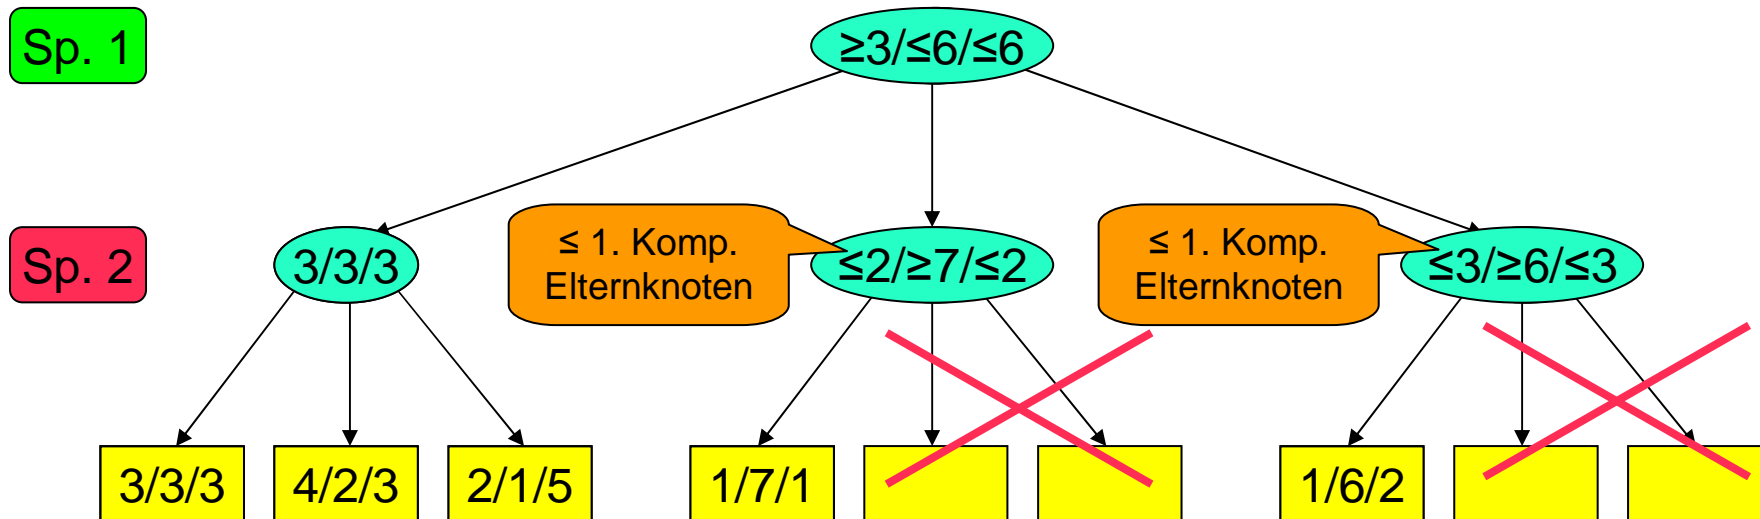 Sp. 1
≥3/≤6/≤6
Sp. 2
3/3/3
≤ 1. Komp.
Elternknoten
≤2/≥7/≤2
≤ 1. Komp.
Elternknoten
≤3/≥6/≤3
3/3/3
4/2/3
2/1/5
1/7/1
1/6/2